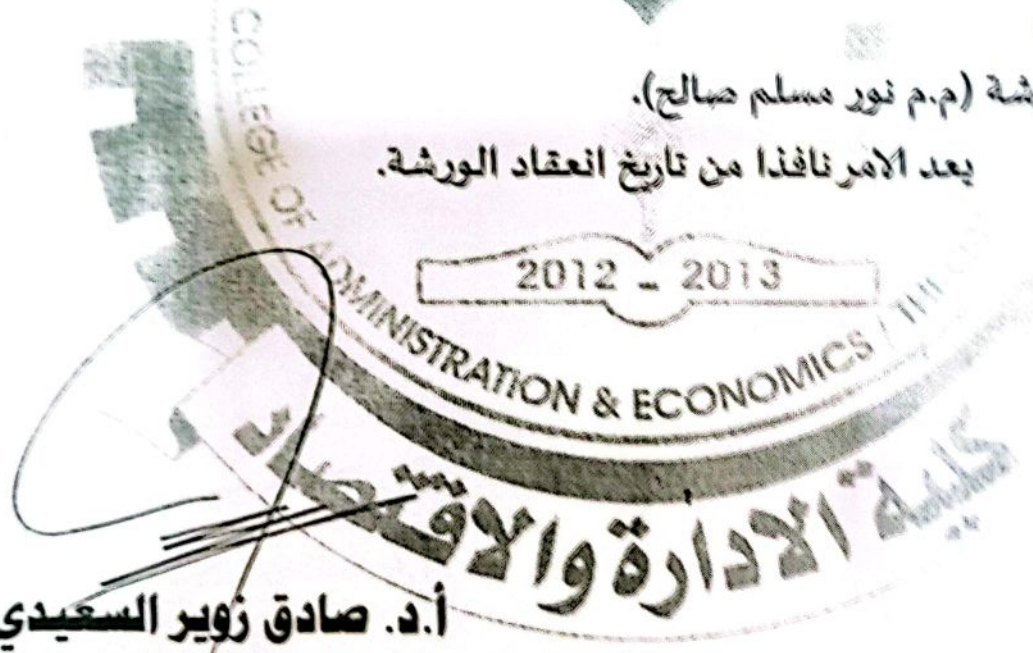 (م.م نور مسلم صالح).
يعد الامر نافذا من تاريخ انعقاد الورشة.
2012 - 2013
COLLEGE OF ADMINISTRATION & ECONOMICS /
كلية الادارة والاقتصاد
أ.د. صادق زوير السعيدي